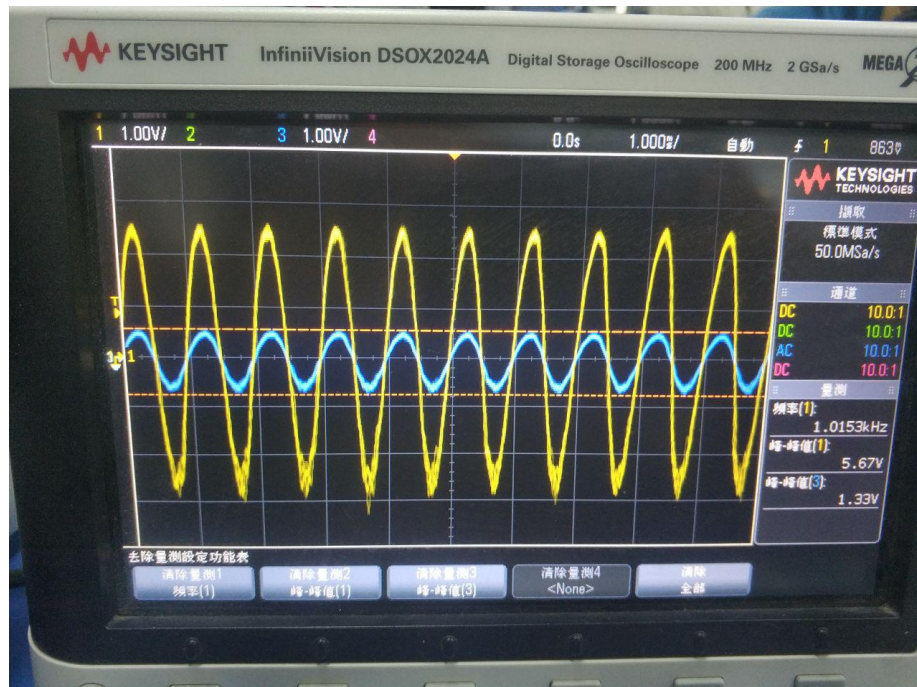 KEYSIGHT InfiniiVision DSOX2024A Digital Storage Oscilloscope 200 MHz 2 GSa/s MEGA
1 1.00V/ 2 3 1.00V/ 4 0.0s 1.000ms/ 自動 1 863mV
KEYSIGHT
TECHNOLOGIES
擷取
標準模式
50.0MSa/s
通道
DC 10.0:1
DC 10.0:1
AC 10.0:1
DC 10.0:1
量測
頻率(1):
1.0153kHz
峰-峰值(1):
5.67V
峰-峰值(3):
1.33V
T
3 1
去除量測設定功能表
清除量測1 清除量測2 清除量測3 清除量測4 清除
頻率(1) 峰-峰值(1) 峰-峰值(3) <None> 全部